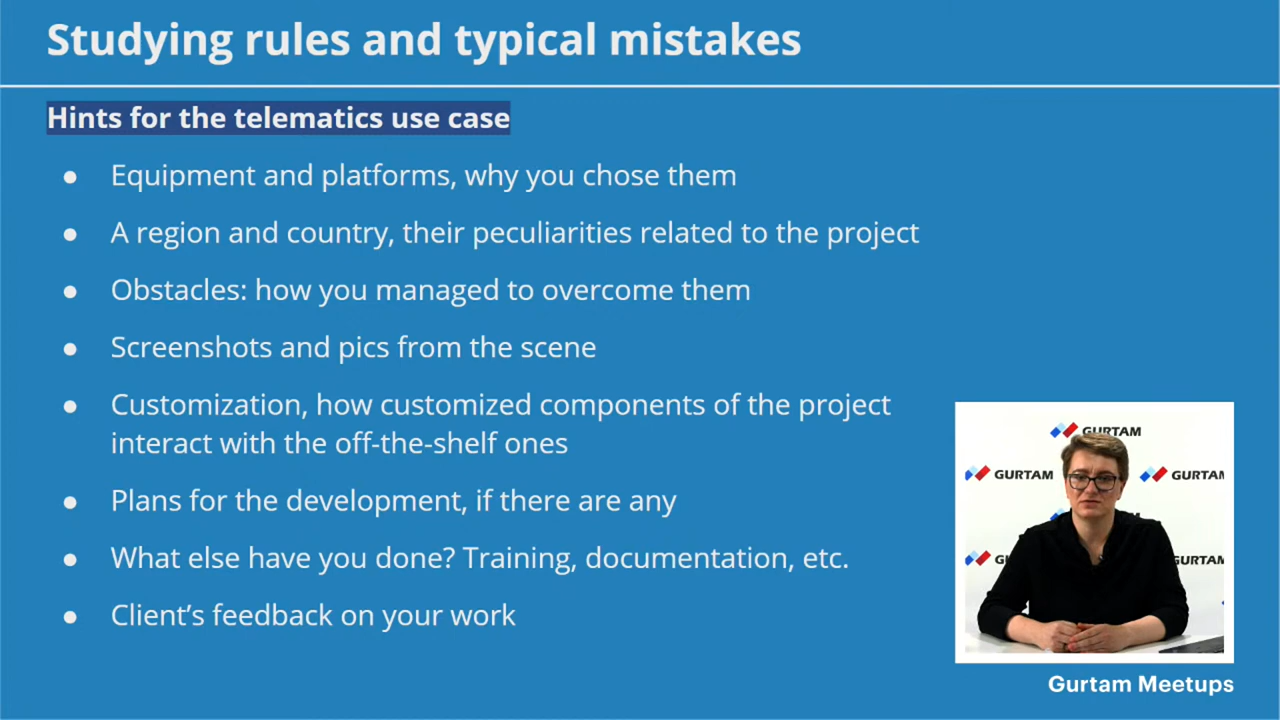 Studying rules and typical mistakes
Hints for the telematics use case
● Equipment and platforms, why you chose them
● A region and country, their peculiarities related to the project
● Obstacles: how you managed to overcome them
● Screenshots and pics from the scene
● Customization, how customized components of the project
interact with the off-the-shelf ones
● Plans for the development, if there are any
● What else have you done? Training, documentation, etc.
● Client’s feedback on your work
GURTAM
GURTAM
GURTAM
GURTAM
Gurtam Meetups